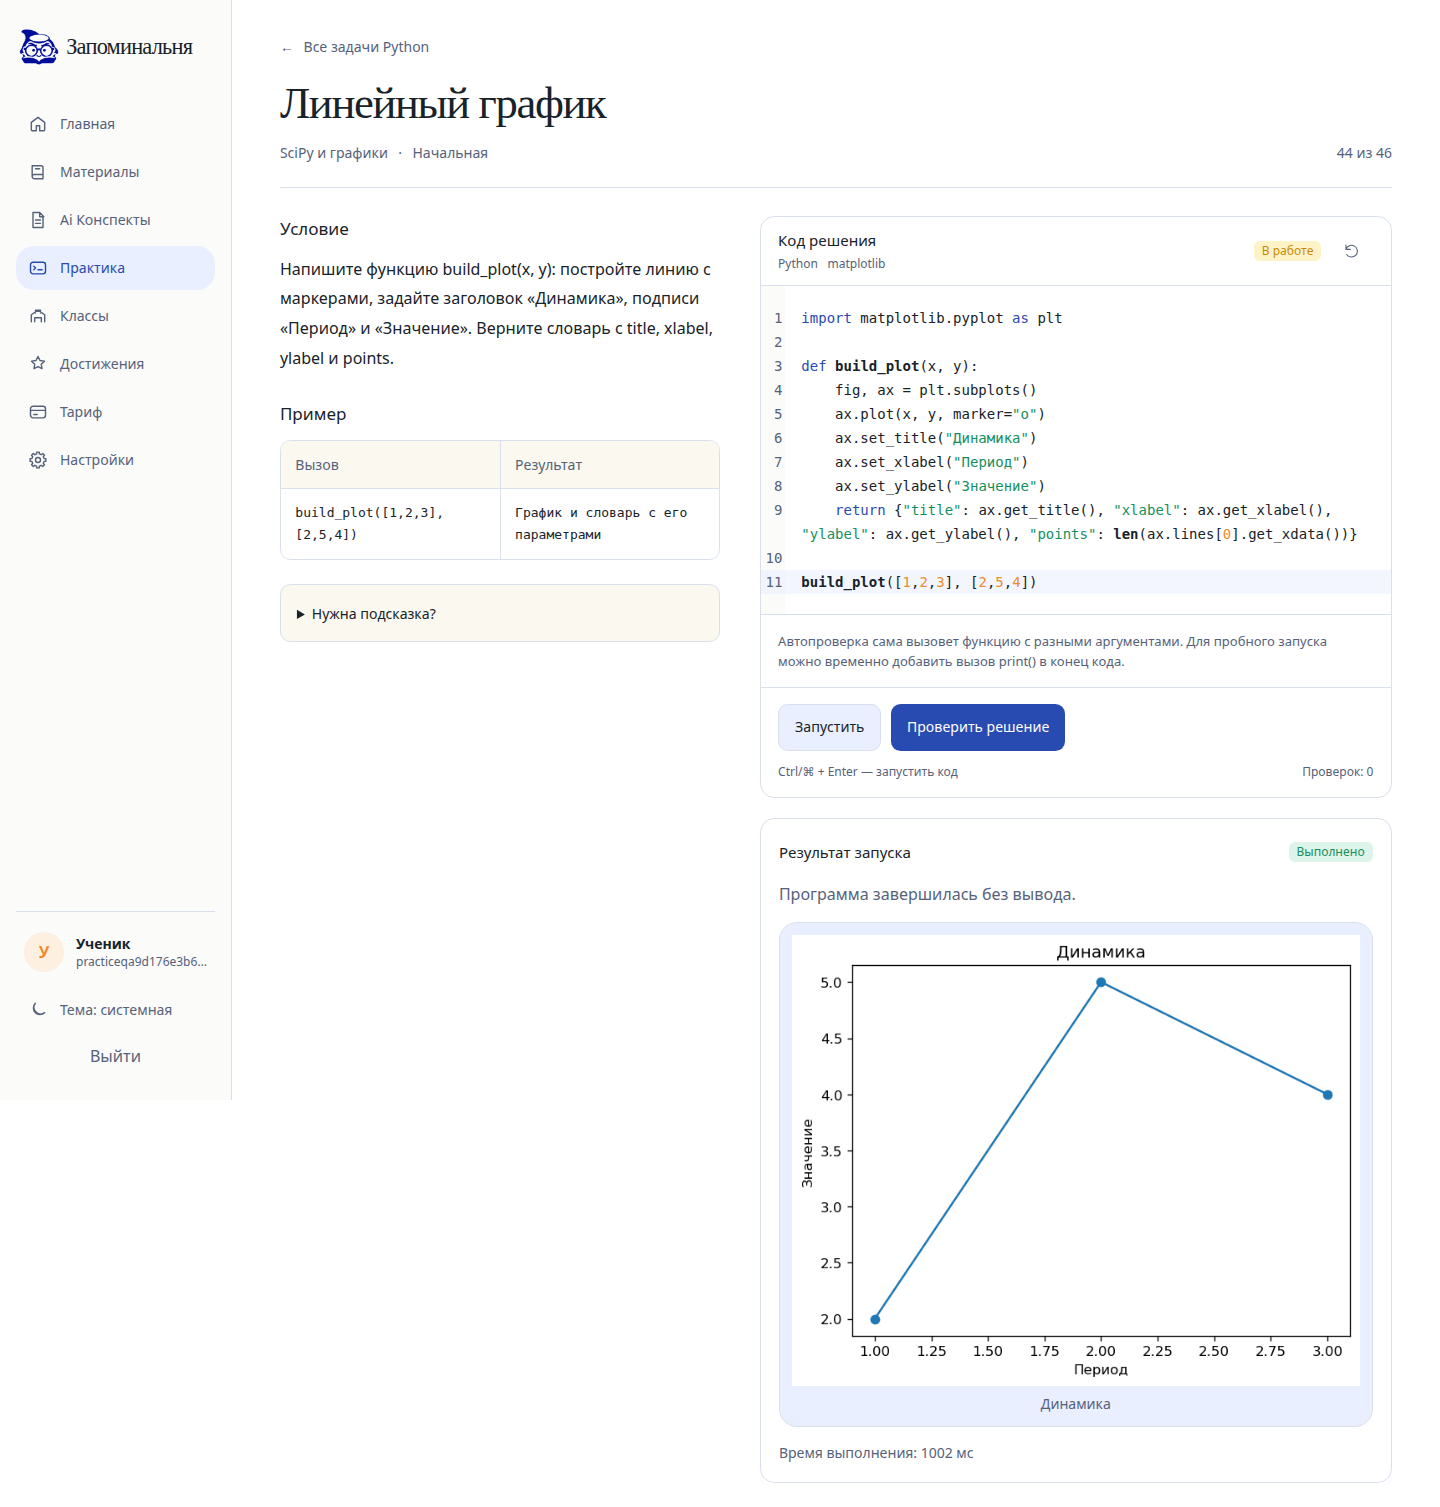 Запоминальня
Главная
Материалы
Ai Конспекты
Практика
Классы
Достижения
Тариф
Настройки
Ученик
practiceqa9d176e3b6...
Тема: системная
Выйти
← Все задачи Python
Линейный график
SciPy и графики · Начальная
44 из 46
Условие
Напишите функцию build_plot(x, y): постройте линию с
маркерами, задайте заголовок «Динамика», подписи
«Период» и «Значение». Верните словарь с title, xlabel,
ylabel и points.
Пример
Вызов Результат
build_plot([1,2,3], График и словарь с его
[2,5,4]) параметрами
▶ Нужна подсказка?
Код решения
Python matplotlib
В работе
1 import matplotlib.pyplot as plt
2
3 def build_plot(x, y):
4     fig, ax = plt.subplots()
5     ax.plot(x, y, marker="o")
6     ax.set_title("Динамика")
7     ax.set_xlabel("Период")
8     ax.set_ylabel("Значение")
9     return {"title": ax.get_title(), "xlabel": ax.get_xlabel(),
"ylabel": ax.get_ylabel(), "points": len(ax.lines[0].get_xdata())}
10
11 build_plot([1,2,3], [2,5,4])
Автопроверка сама вызовет функцию с разными аргументами. Для пробного запуска
можно временно добавить вызов print() в конец кода.
Запустить Проверить решение
Ctrl/⌘ + Enter — запустить код Проверок: 0
Результат запуска Выполнено
Программа завершилась без вывода.
Динамика
5.0
4.5
4.0
3.5
3.0
2.5
2.0
Значение
1.00 1.25 1.50 1.75 2.00 2.25 2.50 2.75 3.00
Период
Динамика
Время выполнения: 1002 мс